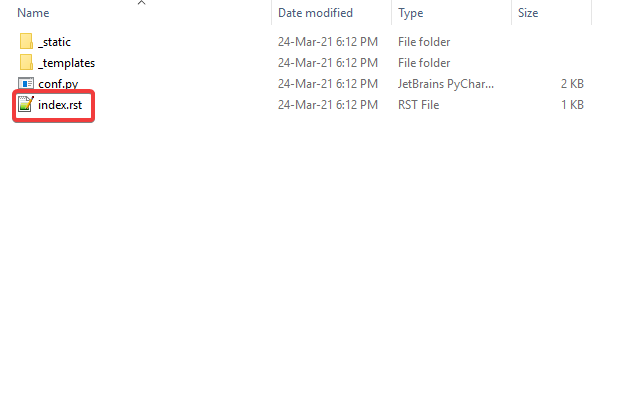 Name Date modified Type Size
_static 24-Mar-21 6:12 PM File folder
_templates 24-Mar-21 6:12 PM File folder
conf.py 24-Mar-21 6:12 PM JetBrains PyChar... 2 KB
index.rst 24-Mar-21 6:12 PM RST File 1 KB